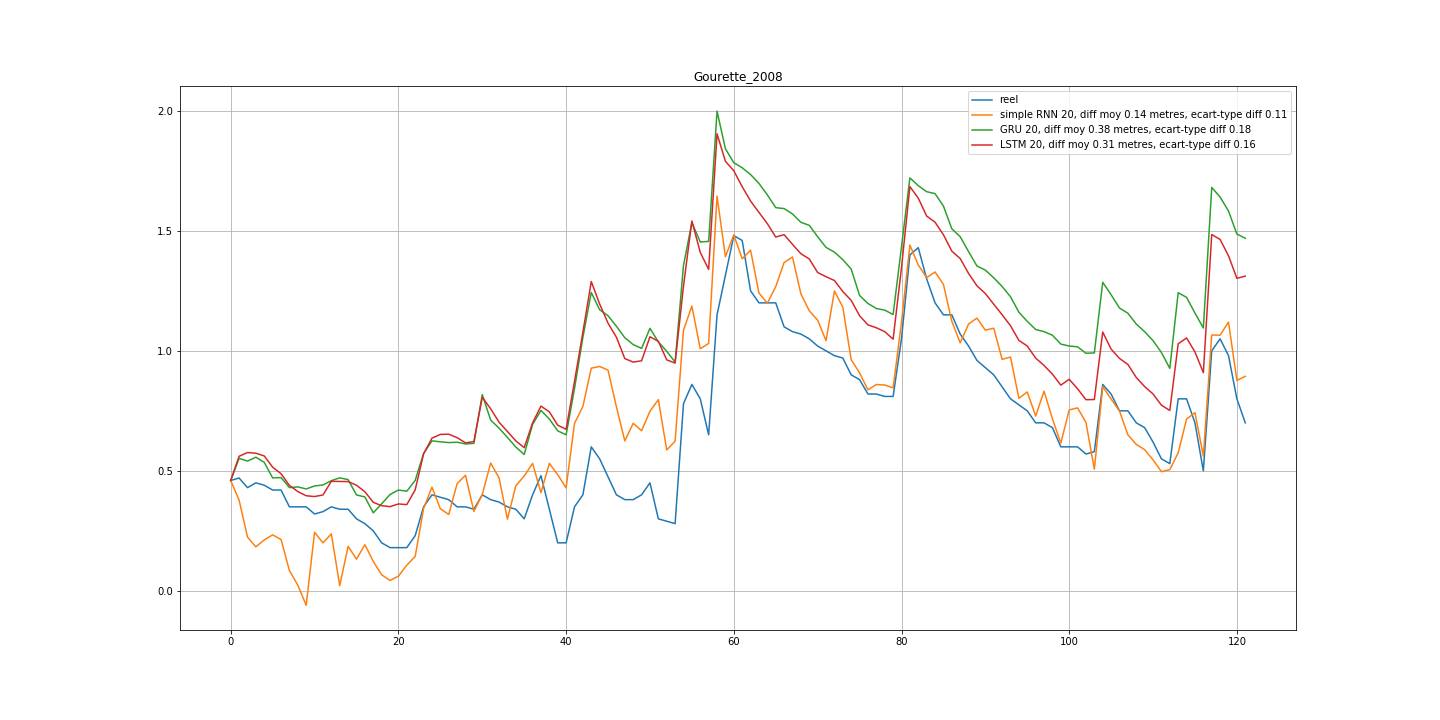 Gourette_2008
reel
simple RNN 20, diff moy 0.14 metres, ecart-type diff 0.11
GRU 20, diff moy 0.38 metres, ecart-type diff 0.18
LSTM 20, diff moy 0.31 metres, ecart-type diff 0.16
2.0
1.5
1.0
0.5
0.0
0 20 40 60 80 100 120